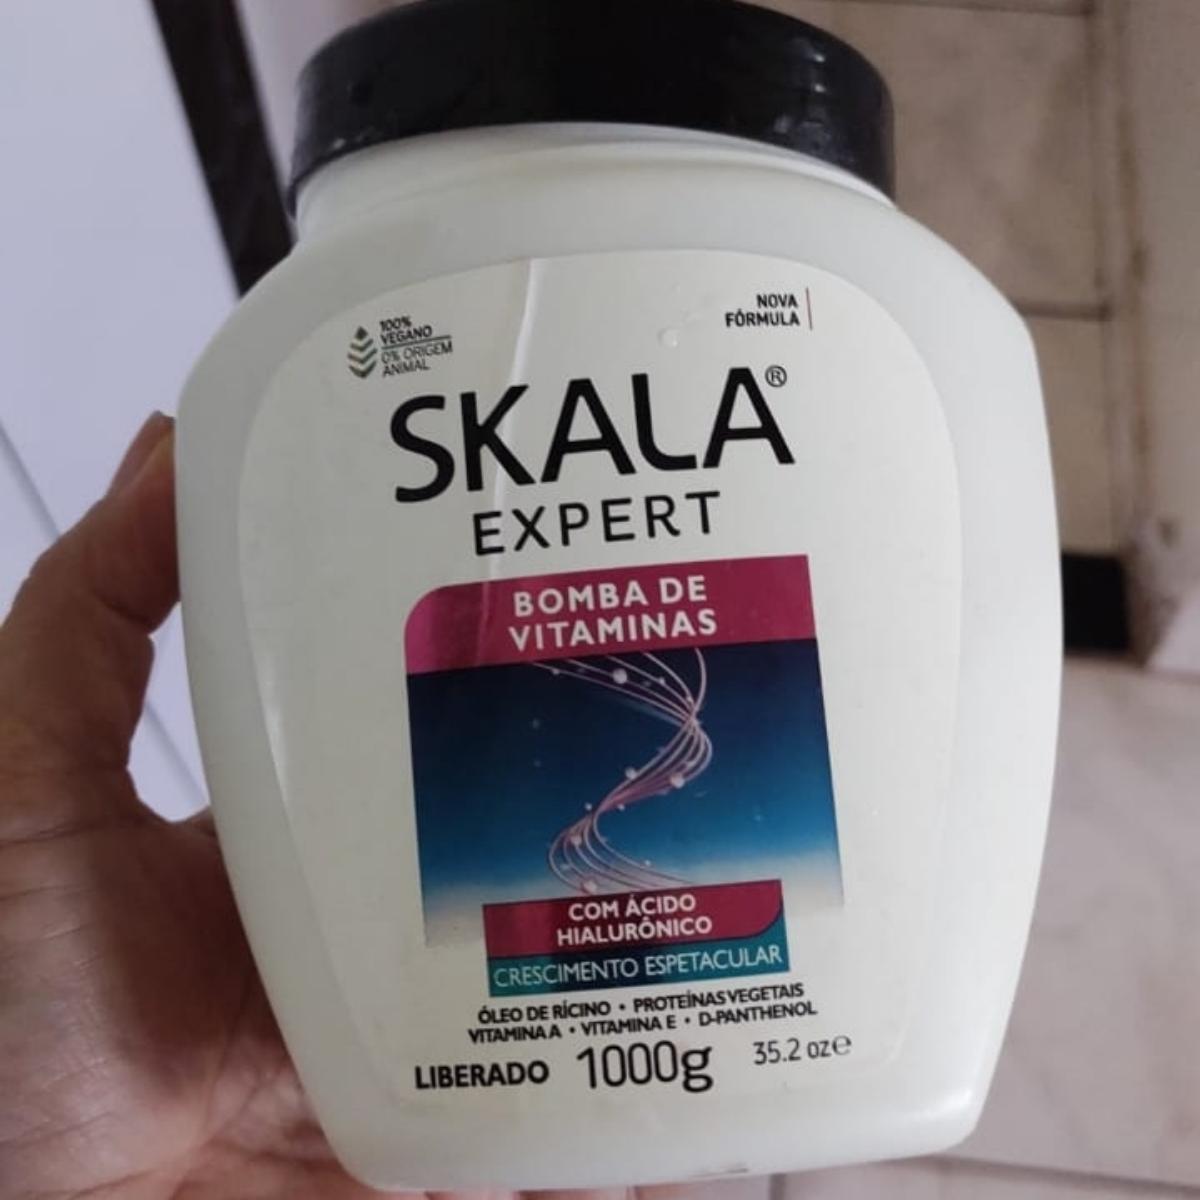 100%
VEGANO
0% ORIGEM
ANIMAL
NOVA
FÓRMULA
SKALA®
EXPERT
BOMBA DE
VITAMINAS
COM ÁCIDO
HIALURÔNICO
CRESCIMENTO ESPETACULAR
ÓLEO DE RÍCINO • PROTEÍNAS VEGETAIS
VITAMINA A • VITAMINA E • D-PANTHENOL
LIBERADO 1000g 35.2 oz℮